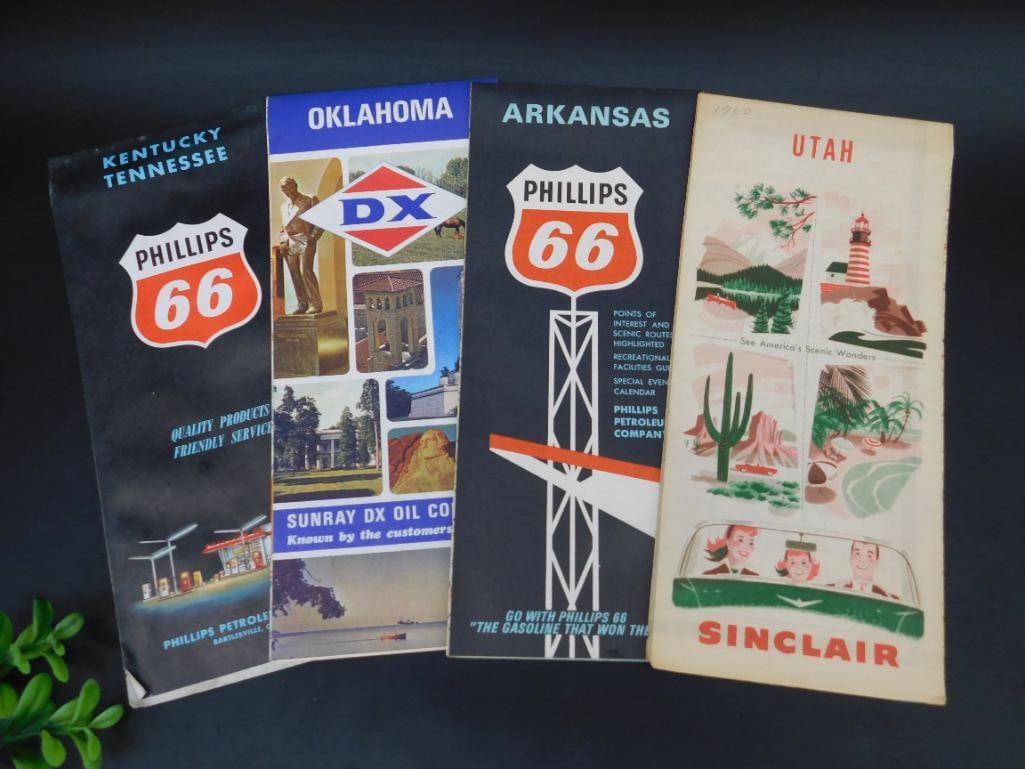 KENTUCKY
TENNESSEE
PHILLIPS
66
QUALITY PRODUCTS
FRIENDLY SERVICE
PHILLIPS PETROLE
BARTLESVILLE,
OKLAHOMA
DX
SUNRAY DX OIL CO
Known by the customers
ARKANSAS
PHILLIPS
66
POINTS OF
INTEREST AND
SCENIC ROUTES
HIGHLIGHTED
RECREATIONAL
FACILITIES GUI
SPECIAL EVEN
CALENDAR
PHILLIPS
PETROLEU
COMPANY
GO WITH PHILLIPS 66
"THE GASOLINE THAT WON THE
1950
UTAH
See America's Scenic Wonders
SINCLAIR